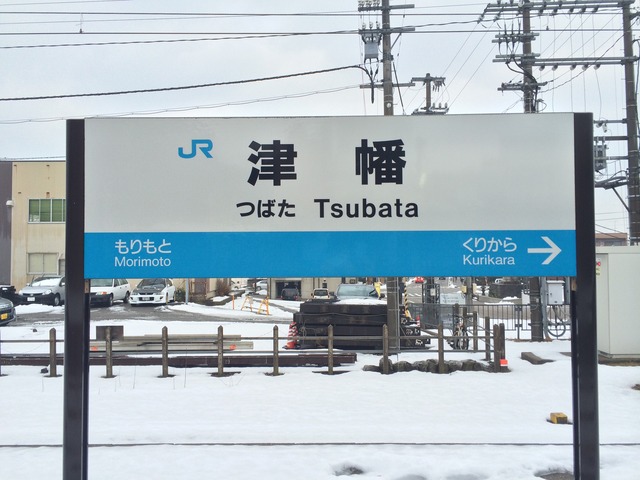 JR 津幡
つばた Tsubata
もりもと くりから →
Morimoto Kurikara